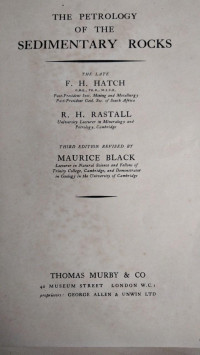 THE PETROLOGY
OF THE
SEDIMENTARY ROCKS
THE LATE
F. H. HATCH
Past-President Inst. Mining and Metallurgy
Past-President Geol. Soc. of South Africa
R. H. RASTALL
University Lecturer in Mineralogy and
Petrology, Cambridge
THIRD EDITION REVISED BY
MAURICE BLACK
Lecturer in Natural Science and Fellow of
Trinity College, Cambridge, and Demonstrator
in Geology in the University of Cambridge
THOMAS MURBY & CO
40 MUSEUM STREET LONDON W.C.1
proprietors: GEORGE ALLEN & UNWIN LTD